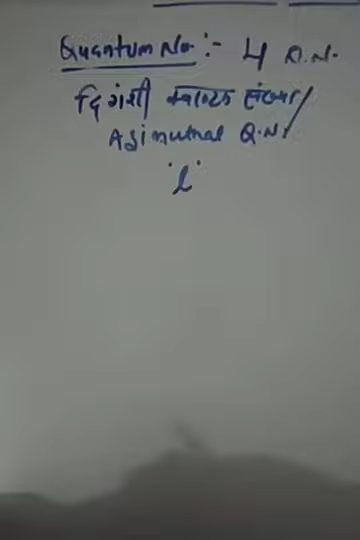 Quantum No. :- 4 Q.N.
दिगंशी क्वाण्टम संख्या/
Azimuthal Q.N.
'l'